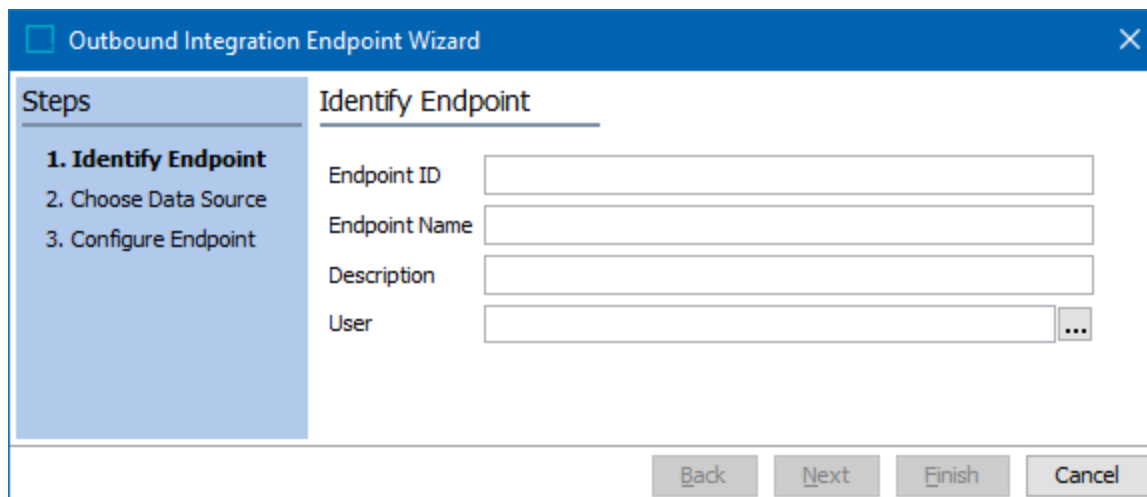 Outbound Integration Endpoint Wizard
Steps
1. Identify Endpoint
2. Choose Data Source
3. Configure Endpoint
Identify Endpoint
Endpoint ID
Endpoint Name
Description
User
...
Back Next Finish Cancel